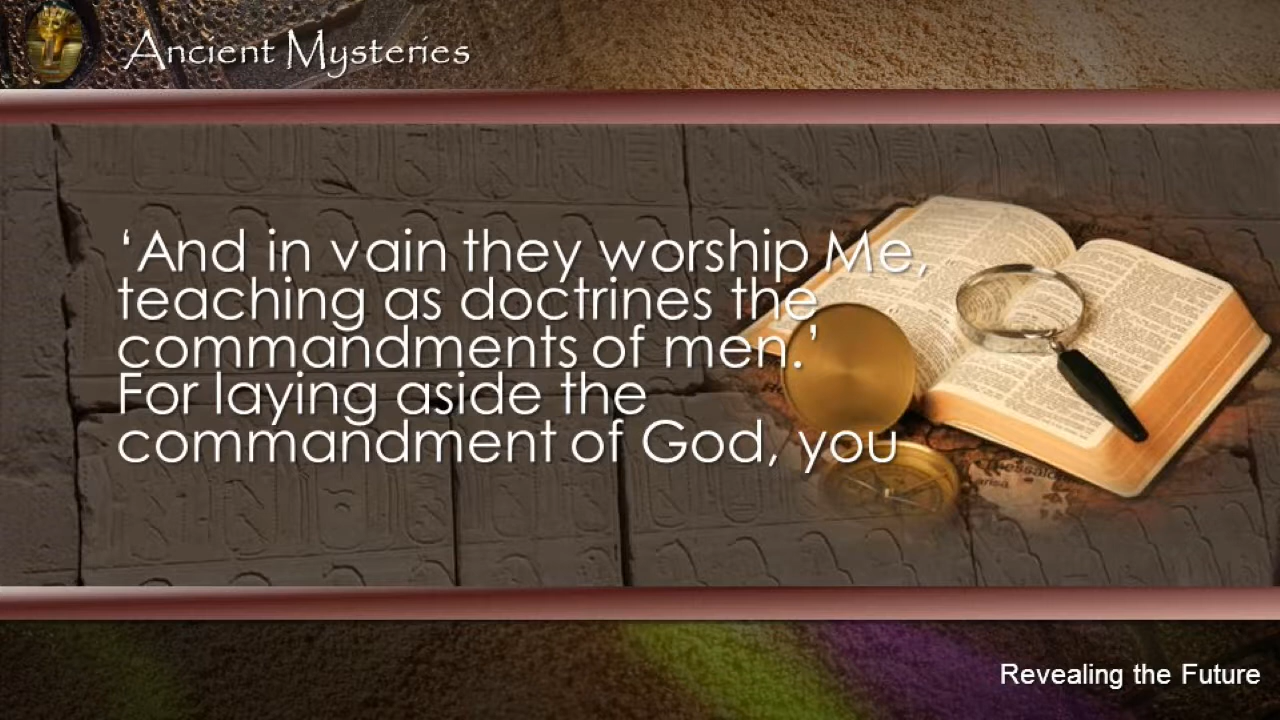 Ancient Mysteries
‘And in vain they worship Me,
teaching as doctrines the
commandments of men.’
For laying aside the
commandment of God, you
Revealing the Future